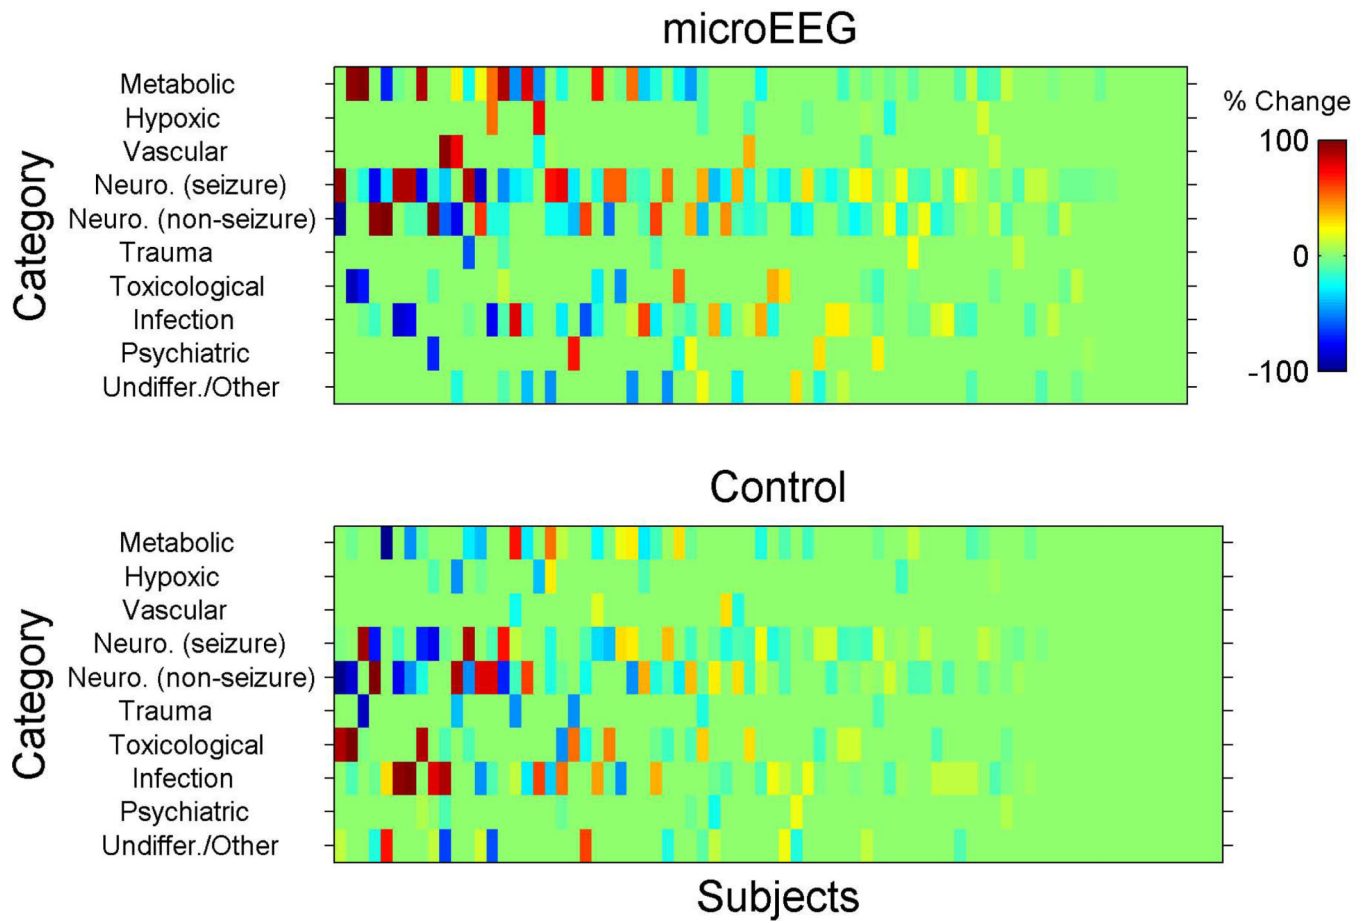 microEEG
Category
Metabolic
Hypoxic
Vascular
Neuro. (seizure)
Neuro. (non-seizure)
Trauma
Toxicological
Infection
Psychiatric
Undiffer./Other
% Change
100
0
-100
Control
Category
Metabolic
Hypoxic
Vascular
Neuro. (seizure)
Neuro. (non-seizure)
Trauma
Toxicological
Infection
Psychiatric
Undiffer./Other
Subjects